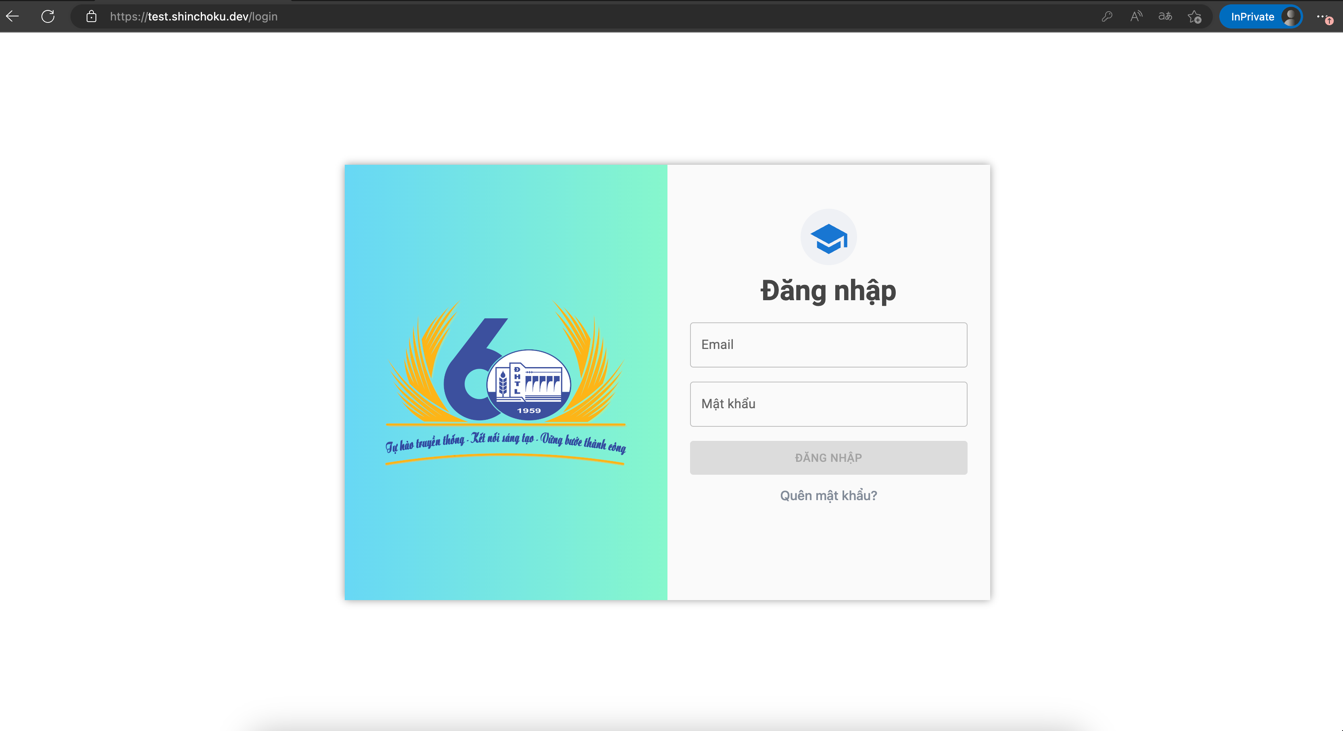 https://test.shinchoku.dev/login
InPrivate
Đăng nhập
Email
Mật khẩu
ĐĂNG NHẬP
Quên mật khẩu?
60
ĐHTL
1959
Tự hào truyền thống - Kết nối sáng tạo - Vững bước thành công